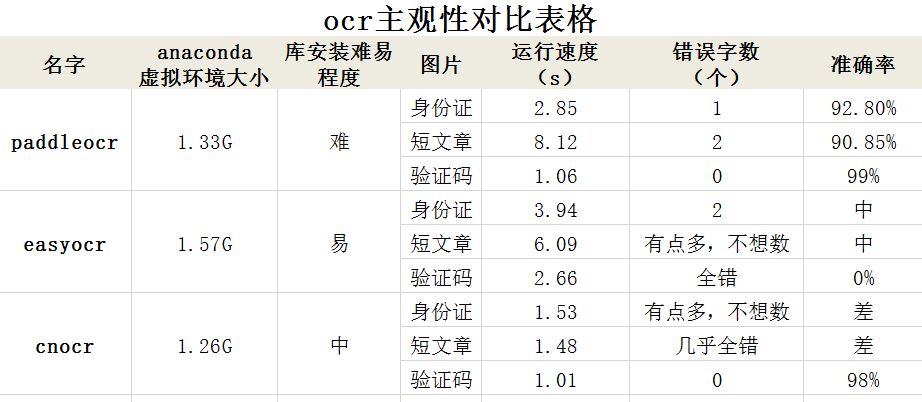 ocr主观性对比表格
名字 anaconda虚拟环境大小 库安装难易程度 图片 运行速度（s） 错误字数（个） 准确率
paddleocr 1.33G 难 身份证 2.85 1 92.80%
短文章 8.12 2 90.85%
验证码 1.06 0 99%
easyocr 1.57G 易 身份证 3.94 2 中
短文章 6.09 有点多，不想数 中
验证码 2.66 全错 0%
cnocr 1.26G 中 身份证 1.53 有点多，不想数 差
短文章 1.48 几乎全错 差
验证码 1.01 0 98%